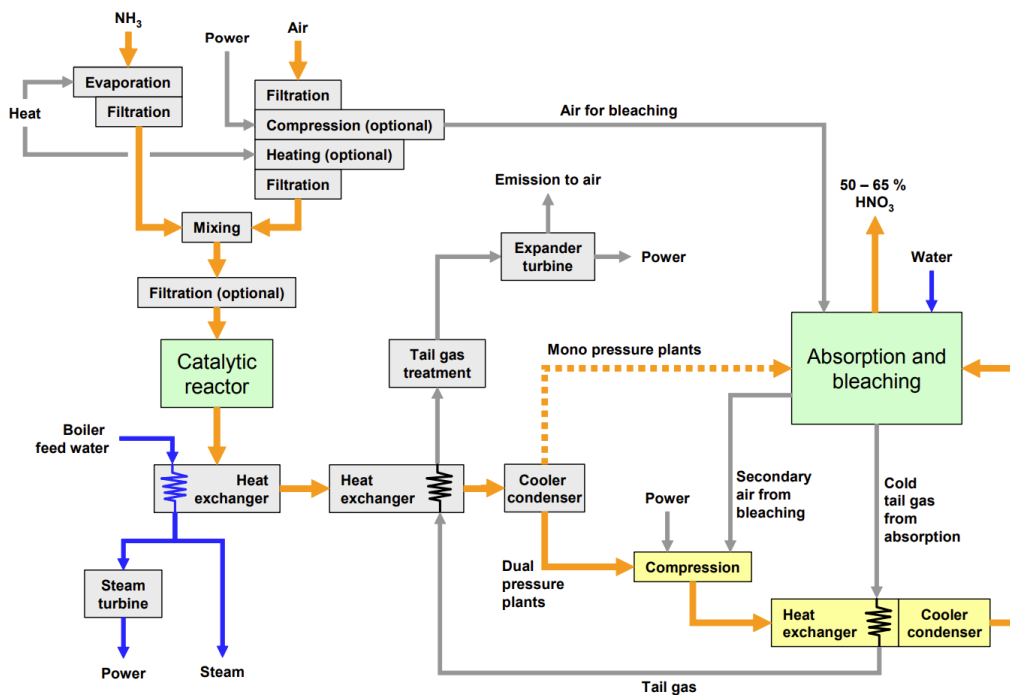 NH₃
Power
Air
Evaporation
Filtration
Heat
Filtration
Compression (optional)
Heating (optional)
Filtration
Air for bleaching
Mixing
Filtration (optional)
Emission to air
Expander
turbine
Power
50 – 65 %
HNO₃
Water
Catalytic
reactor
Tail gas
treatment
Mono pressure plants
Absorption and
bleaching
Boiler
feed water
Heat
exchanger
Heat
exchanger
Cooler
condenser
Power
Secondary
air from
bleaching
Cold
tail gas
from
absorption
Dual
pressure
plants
Compression
Steam
turbine
Heat
exchanger
Cooler
condenser
Power
Steam
Tail gas